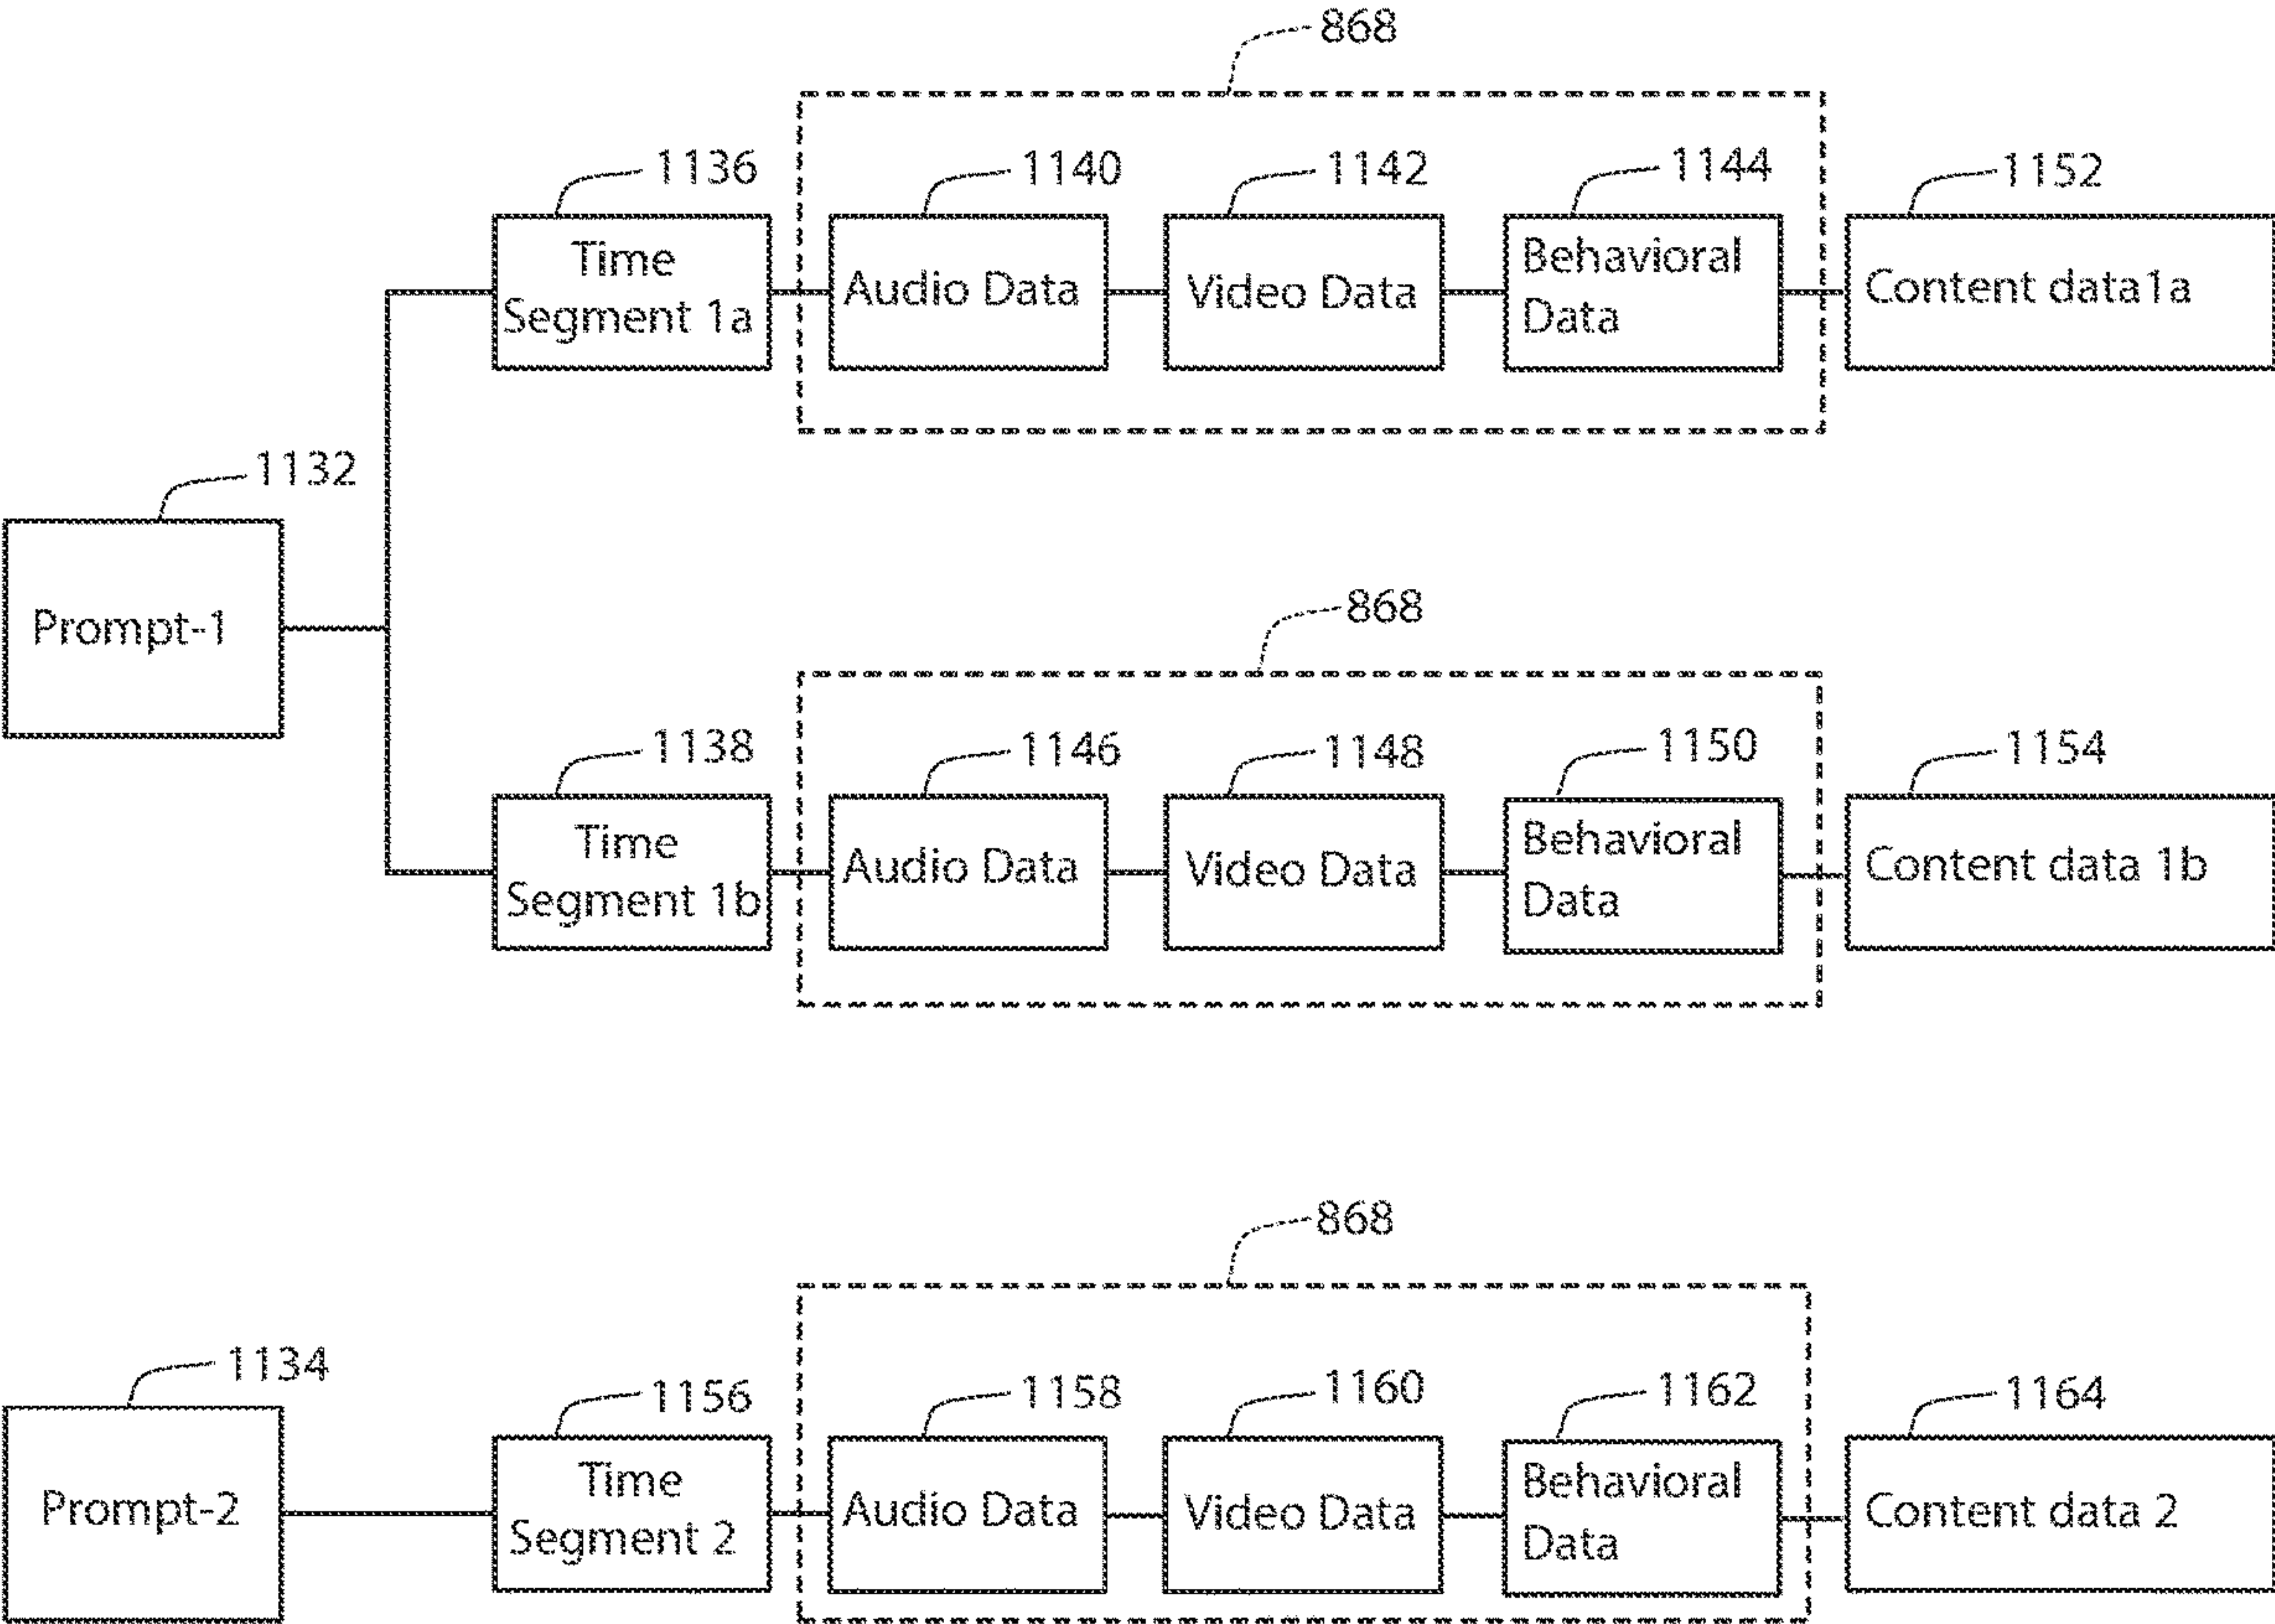 868
1136
1140
1142
1144
1152
Time
Segment 1a
Audio Data
Video Data
Behavioral
Data
Content data1a
1132
Prompt-1
868
1138
1146
1148
1150
1154
Time
Segment 1b
Audio Data
Video Data
Behavioral
Data
Content data 1b
868
1134
1156
1158
1160
1162
1164
Prompt-2
Time
Segment 2
Audio Data
Video Data
Behavioral
Data
Content data 2